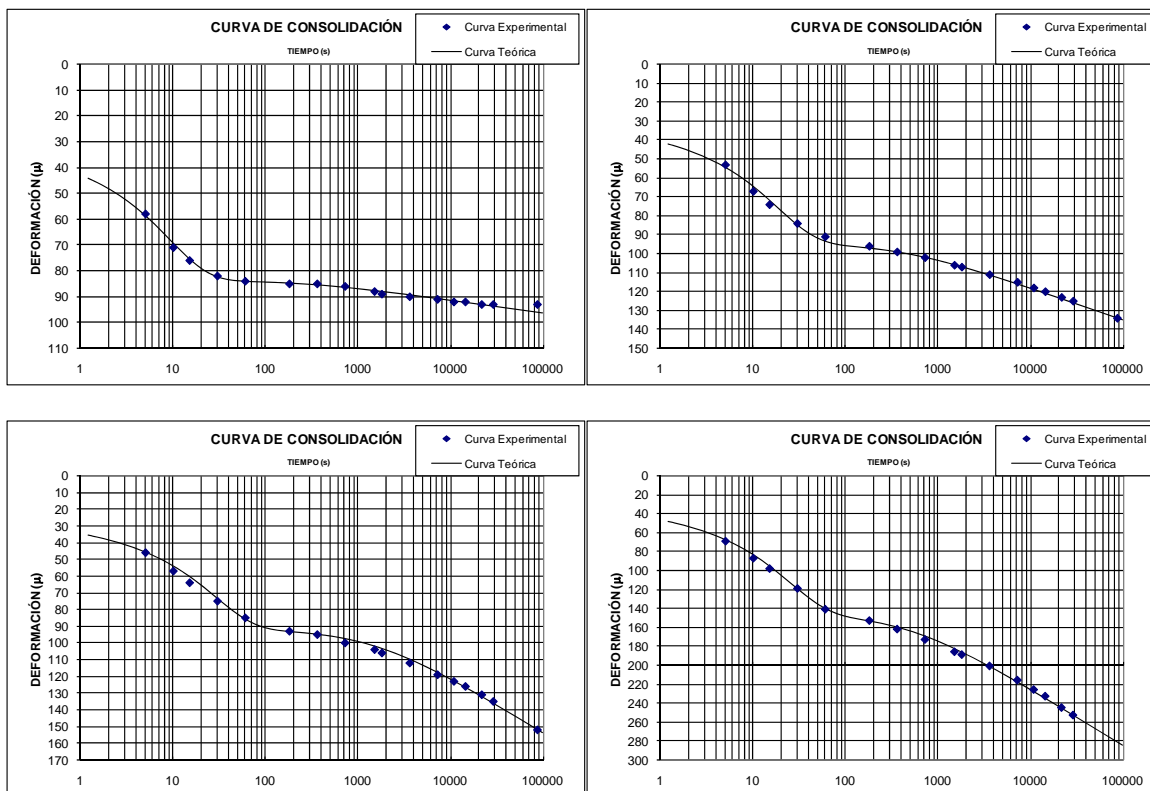 CURVA DE CONSOLIDACIÓN
Curva Experimental
Curva Teórica
TIEMPO (s)
DEFORMACIÓN (µ)
0
10
20
30
40
50
60
70
80
90
100
110
1 10 100 1000 10000 100000
CURVA DE CONSOLIDACIÓN
Curva Experimental
Curva Teórica
TIEMPO (s)
DEFORMACIÓN (µ)
0
10
20
30
40
50
60
70
80
90
100
110
120
130
140
150
1 10 100 1000 10000 100000
CURVA DE CONSOLIDACIÓN
Curva Experimental
Curva Teórica
TIEMPO (s)
DEFORMACIÓN (µ)
0
10
20
30
40
50
60
70
80
90
100
110
120
130
140
150
160
170
1 10 100 1000 10000 100000
CURVA DE CONSOLIDACIÓN
Curva Experimental
Curva Teórica
TIEMPO (s)
DEFORMACIÓN (µ)
0
20
40
60
80
100
120
140
160
180
200
220
240
260
280
300
1 10 100 1000 10000 100000